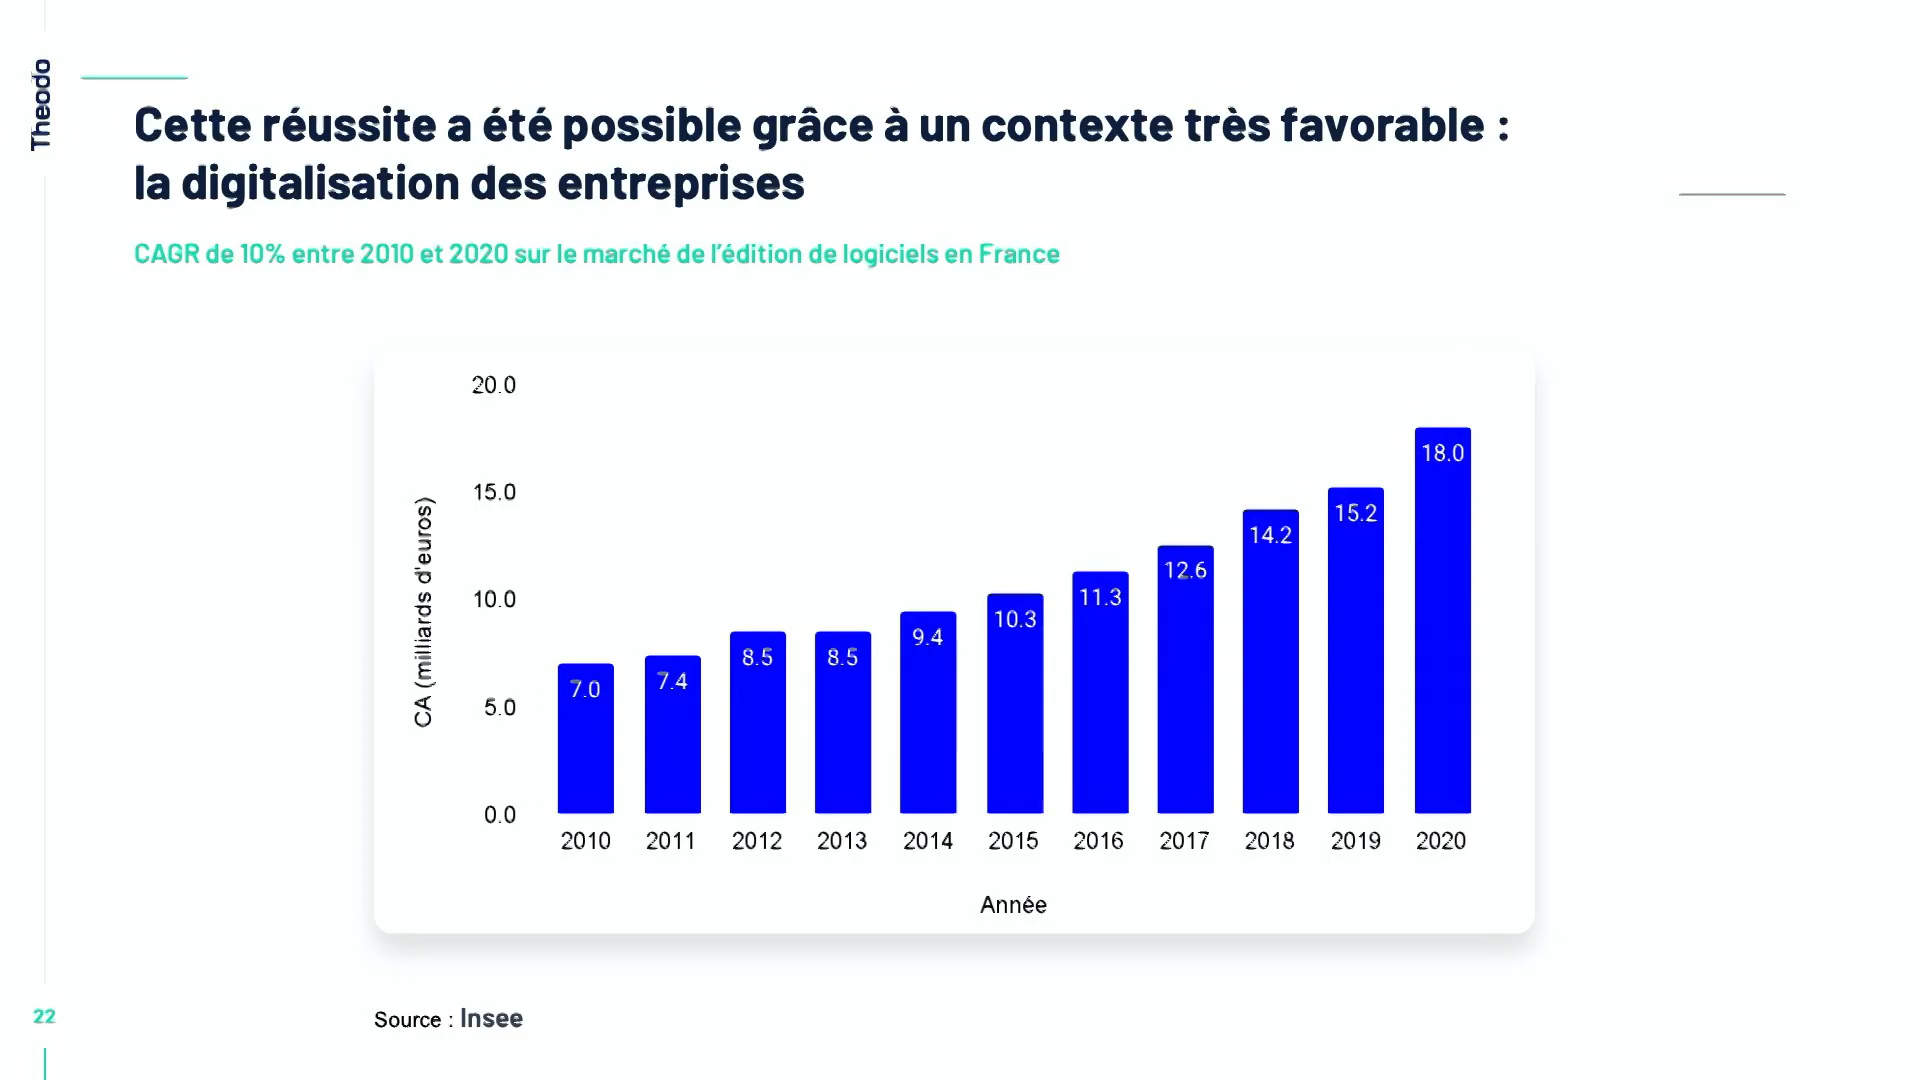 Theodo
Cette réussite a été possible grâce à un contexte très favorable :
la digitalisation des entreprises
CAGR de 10% entre 2010 et 2020 sur le marché de l'édition de logiciels en France
CA (milliards d'euros)
20.0
15.0
10.0
5.0
0.0
7.0
7.4
8.5
8.5
9.4
10.3
11.3
12.6
14.2
15.2
18.0
2010 2011 2012 2013 2014 2015 2016 2017 2018 2019 2020
Année
Source : Insee
22